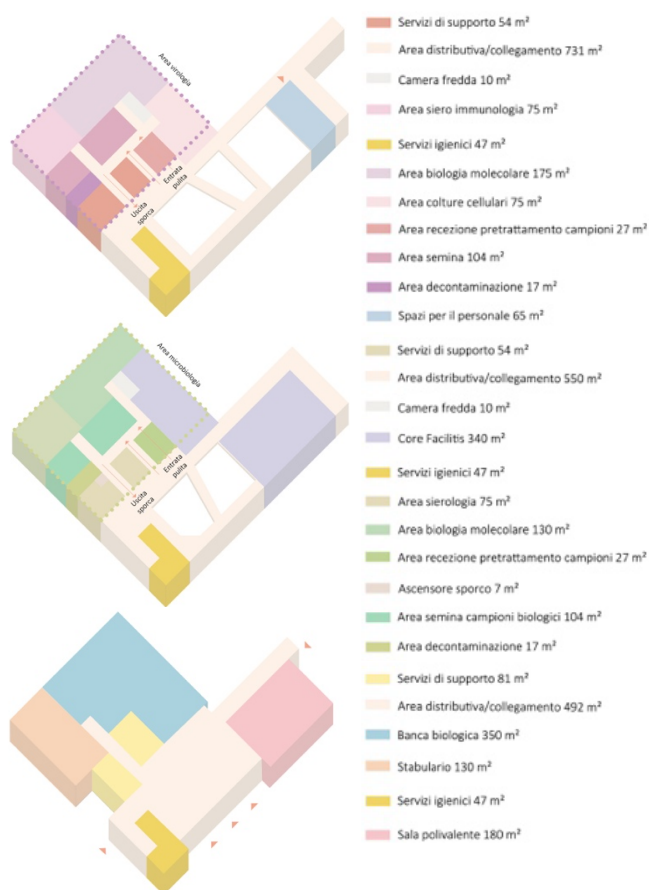 Area virologia
Uscita
sporca
Entrata
pulita
Servizi di supporto 54 m²
Area distributiva/collegamento 731 m²
Camera fredda 10 m²
Area siero immunologia 75 m²
Servizi igienici 47 m²
Area biologia molecolare 175 m²
Area colture cellulari 75 m²
Area recezione pretrattamento campioni 27 m²
Area semina 104 m²
Area decontaminazione 17 m²
Spazi per il personale 65 m²
Area microbiologia
Uscita
sporca
Entrata
pulita
Servizi di supporto 54 m²
Area distributiva/collegamento 550 m²
Camera fredda 10 m²
Core Facilitis 340 m²
Servizi igienici 47 m²
Area sierologia 75 m²
Area biologia molecolare 130 m²
Area recezione pretrattamento campioni 27 m²
Ascensore sporco 7 m²
Area semina campioni biologici 104 m²
Area decontaminazione 17 m²
Servizi di supporto 81 m²
Area distributiva/collegamento 492 m²
Banca biologica 350 m²
Stabulario 130 m²
Servizi igienici 47 m²
Sala polivalente 180 m²